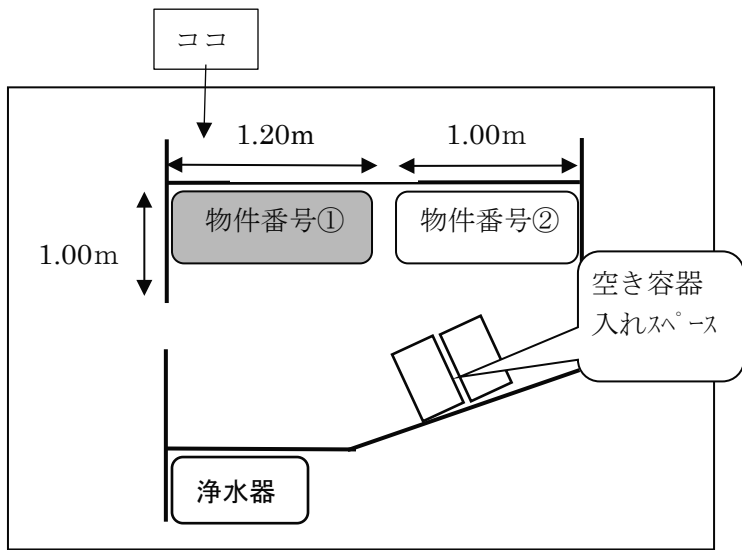 ココ
1.20m
1.00m
物件番号①
物件番号②
1.00m
空き容器
入れｽﾍﾟｰｽ
浄水器